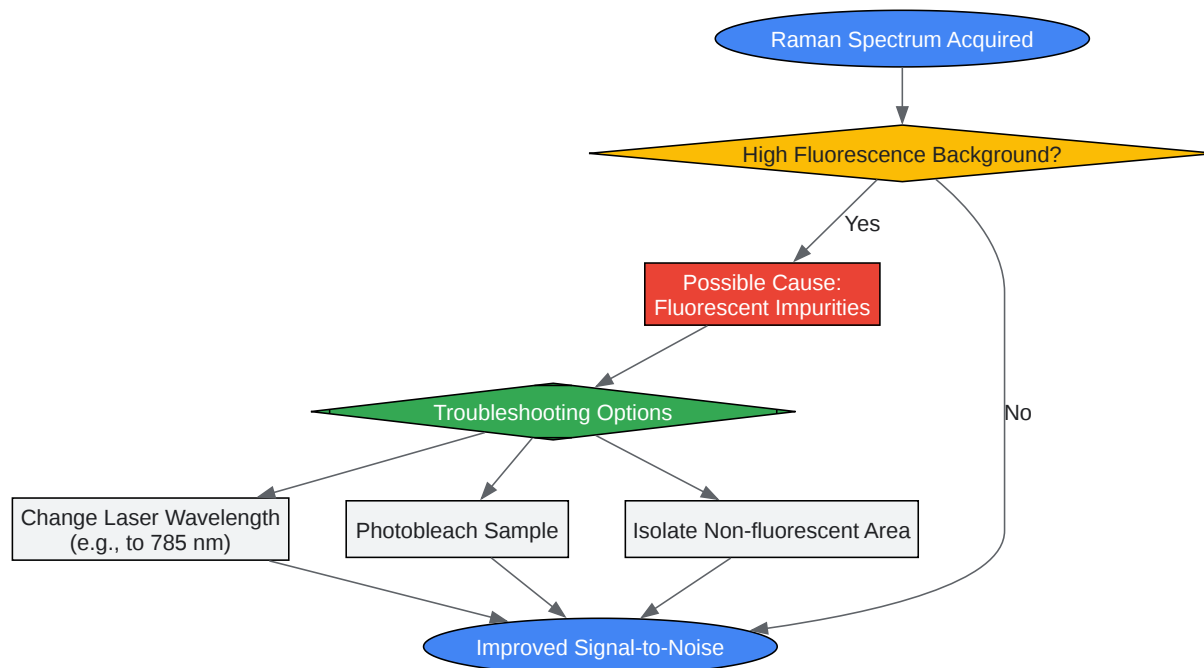 Raman Spectrum Acquired
High Fluorescence Background?
Yes
Possible Cause:
Fluorescent Impurities
Troubleshooting Options
No
Change Laser Wavelength
(e.g., to 785 nm)
Photobleach Sample
Isolate Non-fluorescent Area
Improved Signal-to-Noise